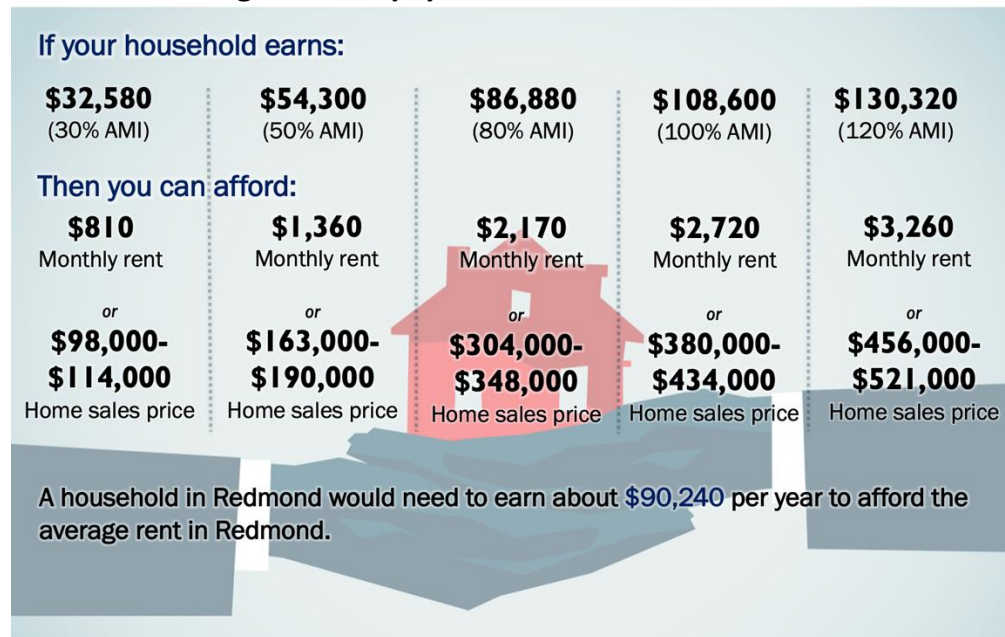 If your household earns:
$32,580 $54,300 $86,880 $108,600 $130,320
(30% AMI) (50% AMI) (80% AMI) (100% AMI) (120% AMI)
Then you can afford:
$810 $1,360 $2,170 $2,720 $3,260
Monthly rent Monthly rent Monthly rent Monthly rent Monthly rent
or or or or or
$98,000- $163,000- $304,000- $380,000- $456,000-
$114,000 $190,000 $348,000 $434,000 $521,000
Home sales price Home sales price Home sales price Home sales price Home sales price
A household in Redmond would need to earn about $90,240 per year to afford the
average rent in Redmond.